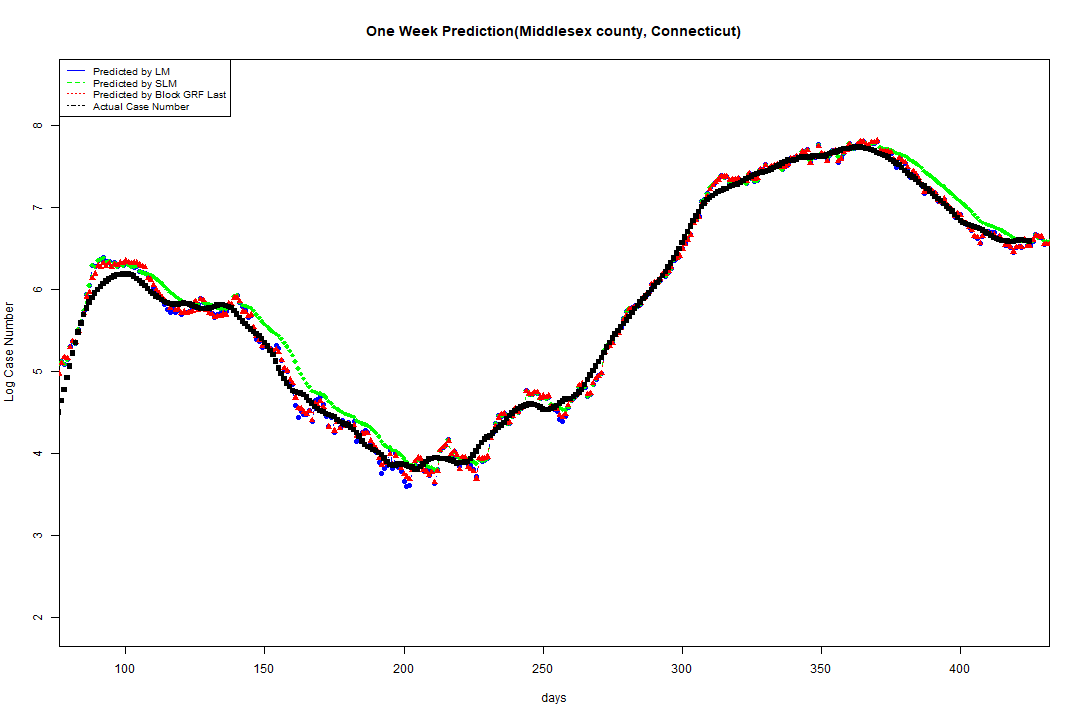 One Week Prediction(Middlesex county, Connecticut)
Predicted by LM
Predicted by SLM
Predicted by Block GRF Last
Actual Case Number
Log Case Number
8
7
6
5
4
3
2
100 150 200 250 300 350 400
days